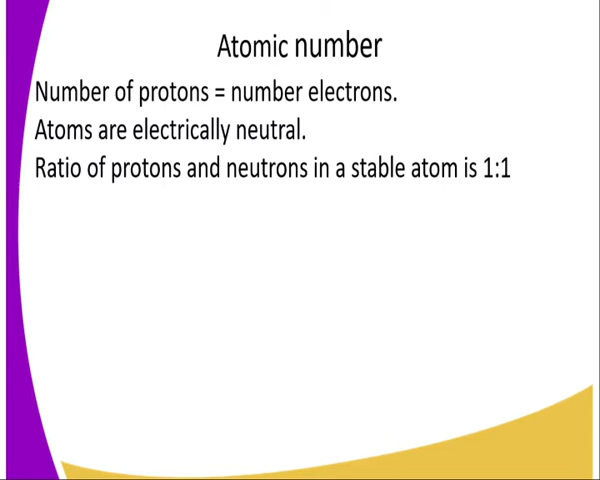 Atomic number
Number of protons = number electrons.
Atoms are electrically neutral.
Ratio of protons and neutrons in a stable atom is 1:1